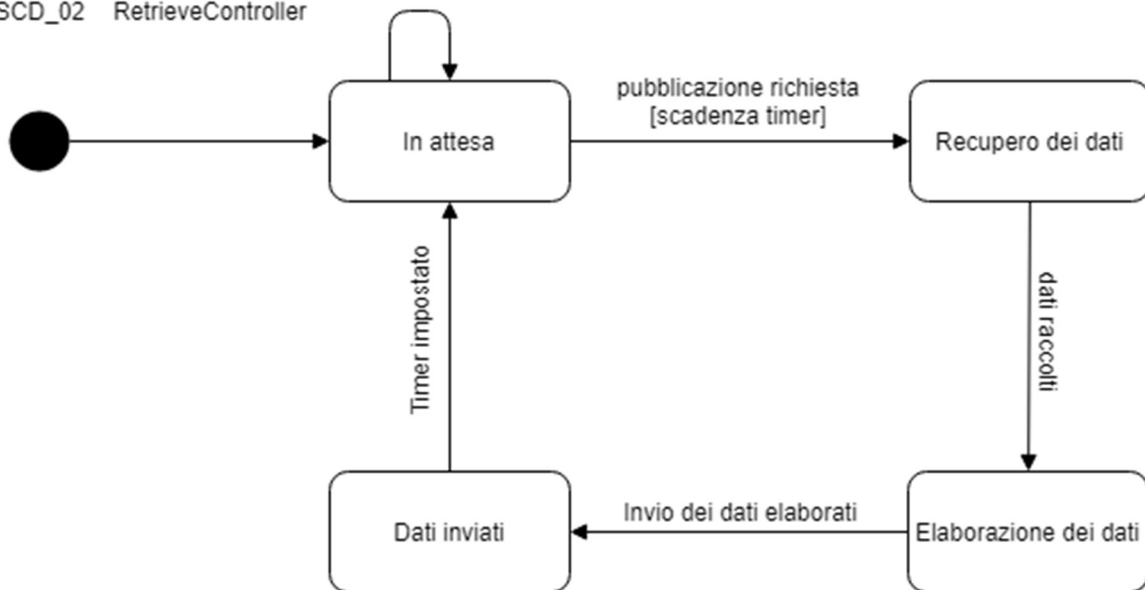 SCD_02 RetrieveController
pubblicazione richiesta
[scadenza timer]
In attesa
Recupero dei dati
Timer impostato
dati raccolti
Invio dei dati elaborati
Dati inviati
Elaborazione dei dati